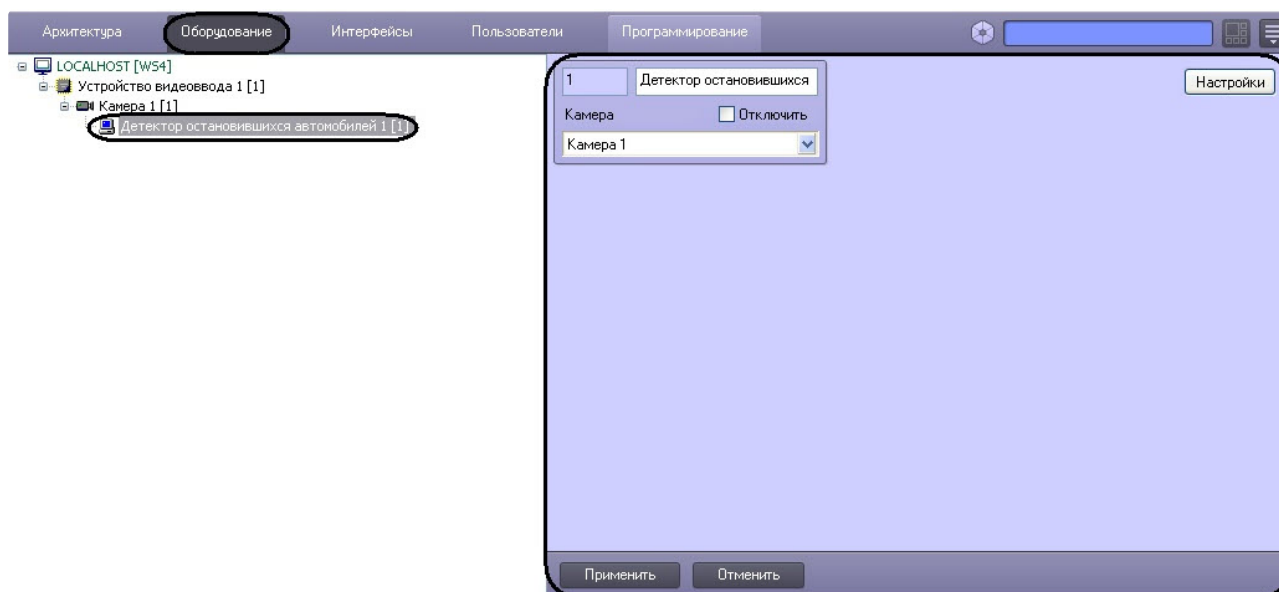 Архитектура Оборудование Интерфейсы Пользователи Программирование
LOCALHOST [WS4]
Устройство видеоввода 1 [1]
Камера 1 [1]
Детектор остановившихся автомобилей 1 [1]
1 Детектор остановившихся
Настройки
Камера Отключить
Камера 1
Применить Отменить